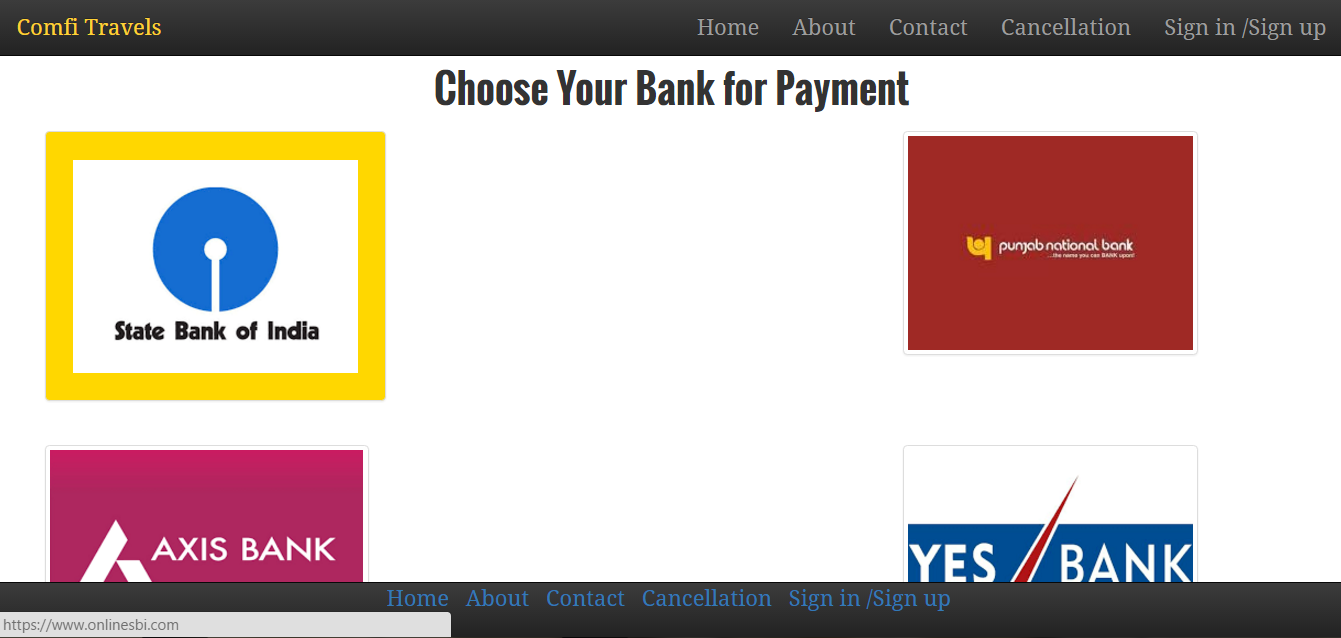 Comfi Travels Home About Contact Cancellation Sign in /Sign up
Choose Your Bank for Payment
State Bank of India
punjab national bank
...the name you can BANK upon!
AXIS BANK
YES BANK
Home About Contact Cancellation Sign in /Sign up
https://www.onlinesbi.com